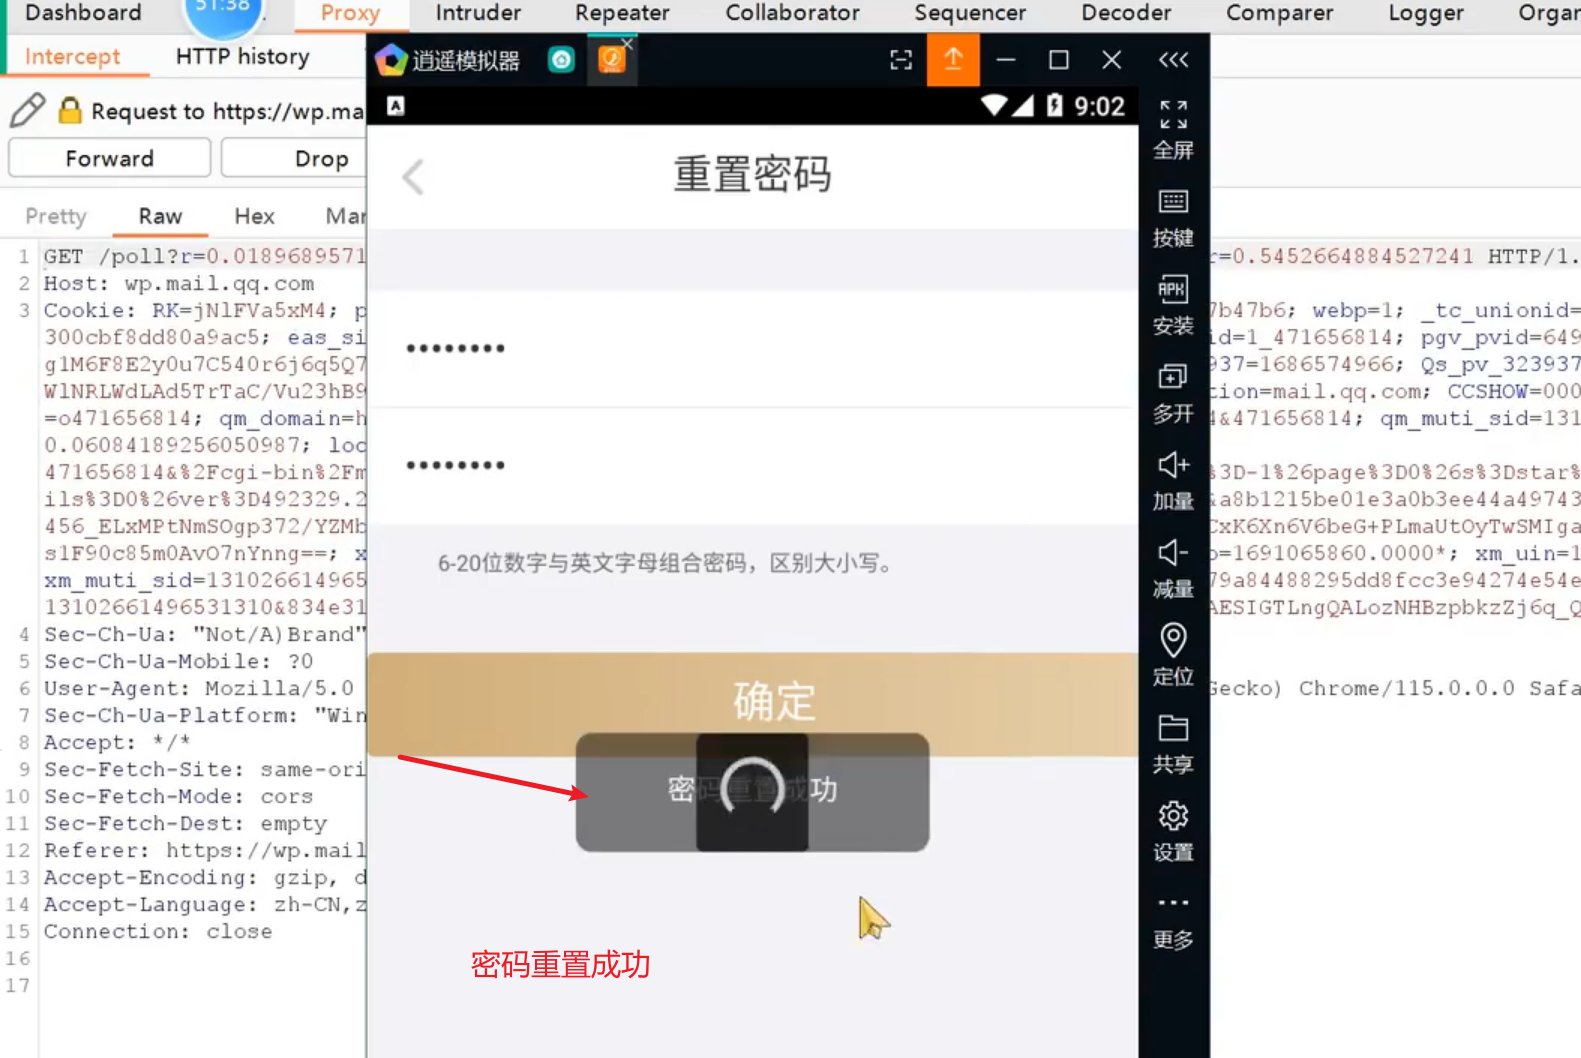 Dashboard
51:38
Proxy
Intruder
Repeater
Collaborator
Sequencer
Decoder
Comparer
Logger
Organ
Intercept
HTTP history
逍遥模拟器
Request to https://wp.ma
9:02
Forward
Drop
重置密码
全屏
Pretty
Raw
Hex
Mar
按键
1 GET /poll?r=0.0189689571
r=0.5452664884527241 HTTP/1.
2 Host: wp.mail.qq.com
3 Cookie: RK=jNlFVa5xM4; p
7b47b6; webp=1; _tc_unionid=
安装
300cbf8dd80a9ac5; eas_si
id=1_471656814; pgv_pvid=649
g1M6F8E2y0u7C540r6j6q5Q7
937=1686574966; Qs_pv_323937
WlNRLWdLAd5TrTaC/Vu23hB9
tion=mail.qq.com; CCSHOW=000
多开
=o471656814; qm_domain=h
4&471656814; qm_muti_sid=131
0.06084189256050987; loc
471656814&%2Fcgi-bin%2Fm
%3D-1%26page%3D0%26s%3Dstar%
ils%3D0%26ver%3D492329.2
&a8b1215be01e3a0b3ee44a49743
加量
456_ELxMPtNmSOgp372/YZMb
CxK6Xn6V6beG+PLmaUtOyTwSMIga
s1F90c85m0AvO7nYnng==; x
o=1691065860.0000*; xm_uin=1
6-20位数字与英文字母组合密码，区别大小写。
xm_muti_sid=131026614965
79a84488295dd8fcc3e94274e54e
减量
13102661496531310&834e31
AESIGTLngQALozNHBzpbkzZj6q_Q
4 Sec-Ch-Ua: "Not/A)Brand"
5 Sec-Ch-Ua-Mobile: ?0
定位
6 User-Agent: Mozilla/5.0
Gecko) Chrome/115.0.0.0 Safa
确定
7 Sec-Ch-Ua-Platform: "Win
8 Accept: */*
共享
9 Sec-Fetch-Site: same-ori
密码重置成功
10 Sec-Fetch-Mode: cors
11 Sec-Fetch-Dest: empty
12 Referer: https://wp.mail
设置
13 Accept-Encoding: gzip, d
14 Accept-Language: zh-CN,z
15 Connection: close
更多
16
密码重置成功
17